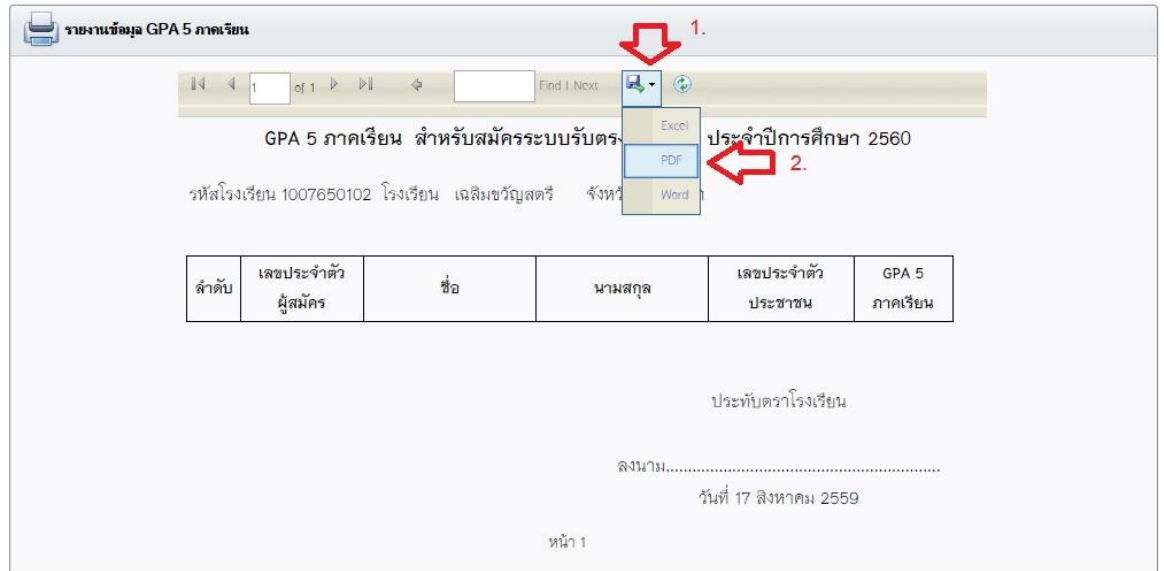 รายงานข้อมูล GPA 5 ภาคเรียน
1.
1 of 1 Find | Next
Excel
GPA 5 ภาคเรียน สำหรับสมัครระบบรับตรง ประจำปีการศึกษา 2560
PDF
2.
รหัสโรงเรียน 1007650102 โรงเรียน เฉลิมขวัญสตรี จังหวั
Word
ลำดับ เลขประจำตัวผู้สมัคร ชื่อ นามสกุล เลขประจำตัวประชาชน GPA 5 ภาคเรียน
ประทับตราโรงเรียน
ลงนาม...............................................................
วันที่ 17 สิงหาคม 2559
หน้า 1